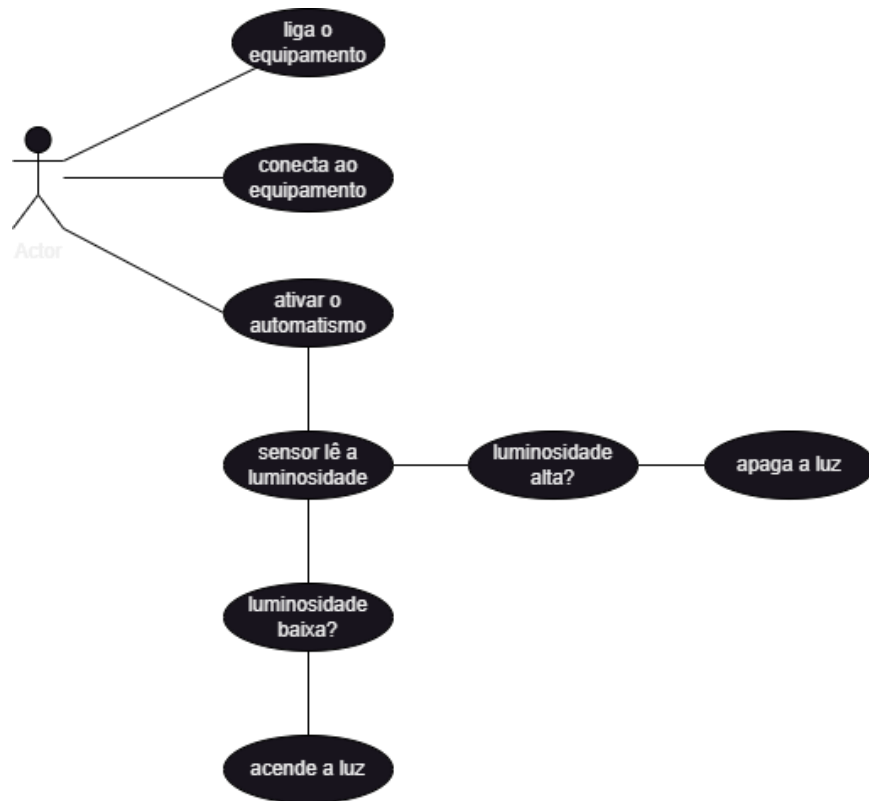 liga o
equipamento
conecta ao
equipamento
Actor
ativar o
automatismo
sensor lê a
luminosidade
luminosidade
alta?
apaga a luz
luminosidade
baixa?
acende a luz